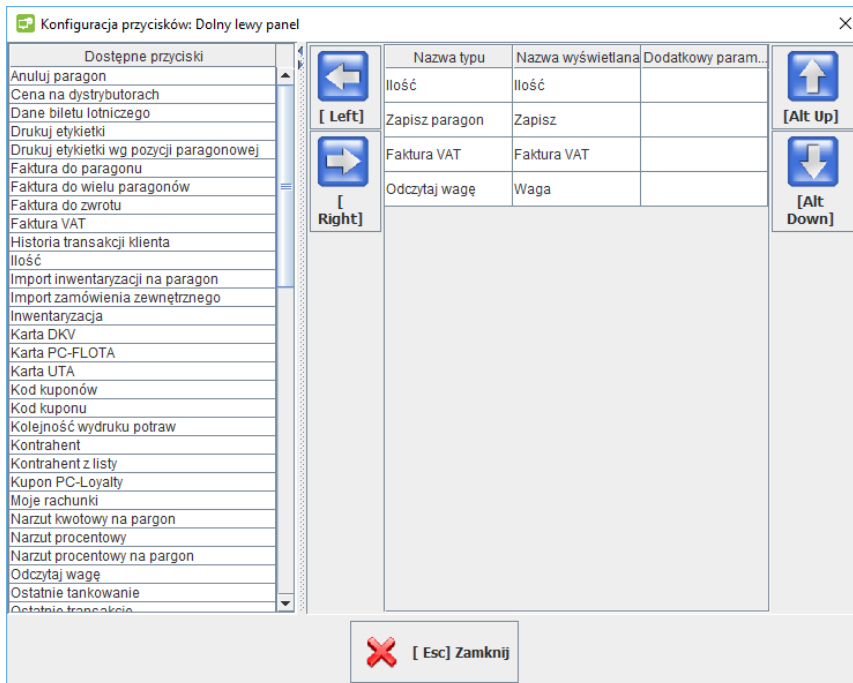 Konfiguracja przycisków: Dolny lewy panel
Dostępne przyciski
Anuluj paragon
Cena na dystrybutorach
Dane biletu lotniczego
Drukuj etykietki
Drukuj etykietki wg pozycji paragonowej
Faktura do paragonu
Faktura do wielu paragonów
Faktura do zwrotu
Faktura VAT
Historia transakcji klienta
Ilość
Import inwentaryzacji na paragon
Import zamówienia zewnętrznego
Inwentaryzacja
Karta DKV
Karta PC-FLOTA
Karta UTA
Kod kuponów
Kod kuponu
Kolejność wydruku potraw
Kontrahent
Kontrahent z listy
Kupon PC-Loyalty
Moje rachunki
Narzut kwotowy na pargon
Narzut procentowy
Narzut procentowy na pargon
Odczytaj wagę
Ostatnie tankowanie
Ostatnie transakcje
[ Left]
[
Right]
Nazwa typu Nazwa wyświetlana Dodatkowy param...
Ilość Ilość
Zapisz paragon Zapisz
Faktura VAT Faktura VAT
Odczytaj wagę Waga
[Alt Up]
[Alt
Down]
[ Esc] Zamknij